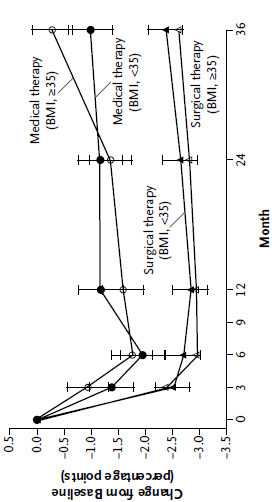 Change from Baseline
(percentage points)
0.5
0.0
−0.5
−1.0
−1.5
−2.0
−2.5
−3.0
−3.5
Medical therapy
(BMI, ≥35)
Medical therapy
(BMI, <35)
Surgical therapy
(BMI, <35)
Surgical therapy
(BMI, ≥35)
0
3
6
9
12
24
36
Month